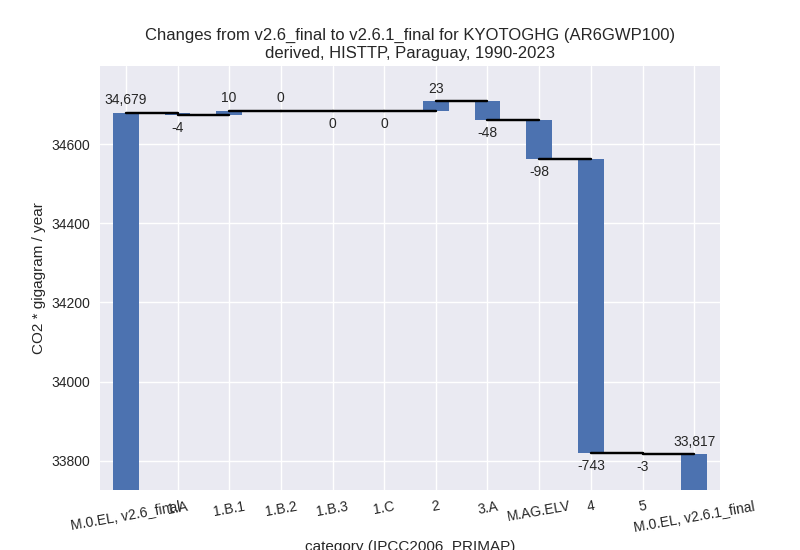 Changes from v2.6_final to v2.6.1_final for KYOTOGHG (AR6GWP100)
derived, HISTTP, Paraguay, 1990-2023
34,679
-4
10
0
0
0
23
-48
-98
-743
-3
33,817
34600
34400
34200
34000
33800
CO2 * gigagram / year
M.0.EL, v2.6_final
1.A
1.B.1
1.B.2
1.B.3
1.C
2
3.A
M.AG.ELV
4
5
M.0.EL, v2.6.1_final
category (IPCC2006_PRIMAP)